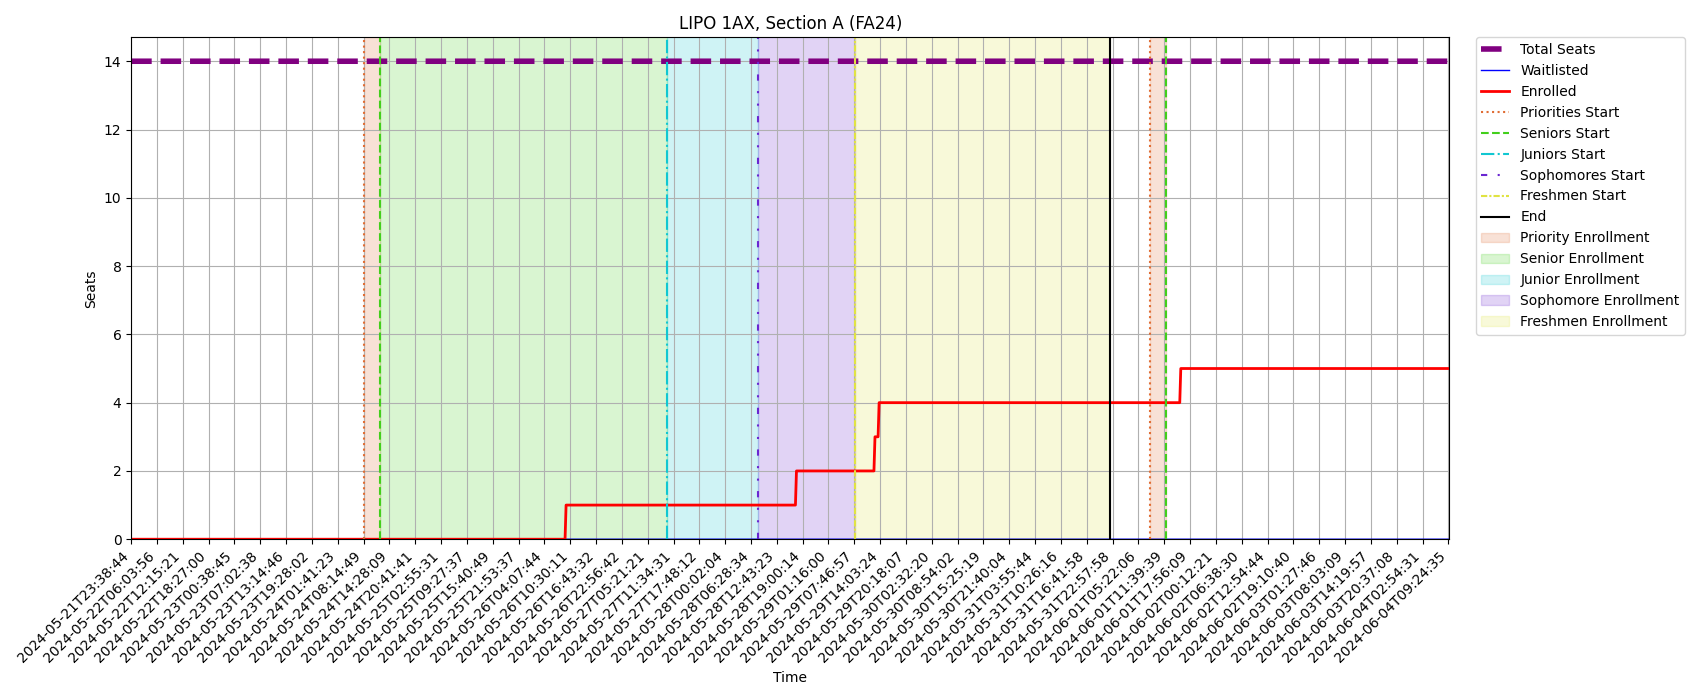 LIPO 1AX, Section A (FA24)
Total Seats
Waitlisted
Enrolled
Priorities Start
Seniors Start
Juniors Start
Sophomores Start
Freshmen Start
End
Priority Enrollment
Senior Enrollment
Junior Enrollment
Sophomore Enrollment
Freshmen Enrollment
Seats
14
12
10
8
6
4
2
0
2024-05-21T23:38:44
2024-05-22T06:03:56
2024-05-22T12:15:21
2024-05-22T18:27:00
2024-05-23T00:38:45
2024-05-23T07:02:38
2024-05-23T13:14:46
2024-05-23T19:28:02
2024-05-24T01:41:23
2024-05-24T08:14:49
2024-05-24T14:28:09
2024-05-24T20:41:41
2024-05-25T02:55:31
2024-05-25T09:27:37
2024-05-25T15:40:49
2024-05-25T21:53:37
2024-05-26T04:07:44
2024-05-26T10:30:11
2024-05-26T16:43:32
2024-05-26T22:56:42
2024-05-27T05:21:21
2024-05-27T11:34:31
2024-05-27T17:48:12
2024-05-28T00:02:04
2024-05-28T06:28:34
2024-05-28T12:43:23
2024-05-28T19:00:14
2024-05-29T01:16:00
2024-05-29T07:46:57
2024-05-29T14:03:24
2024-05-29T20:18:07
2024-05-30T02:32:20
2024-05-30T08:54:02
2024-05-30T15:25:19
2024-05-30T21:40:04
2024-05-31T03:55:44
2024-05-31T10:26:16
2024-05-31T16:41:58
2024-05-31T22:57:58
2024-06-01T05:22:06
2024-06-01T11:39:39
2024-06-01T17:56:09
2024-06-02T00:12:21
2024-06-02T06:38:30
2024-06-02T12:54:44
2024-06-02T19:10:40
2024-06-03T01:27:46
2024-06-03T08:03:09
2024-06-03T14:19:57
2024-06-03T20:37:08
2024-06-04T02:54:31
2024-06-04T09:24:35
Time